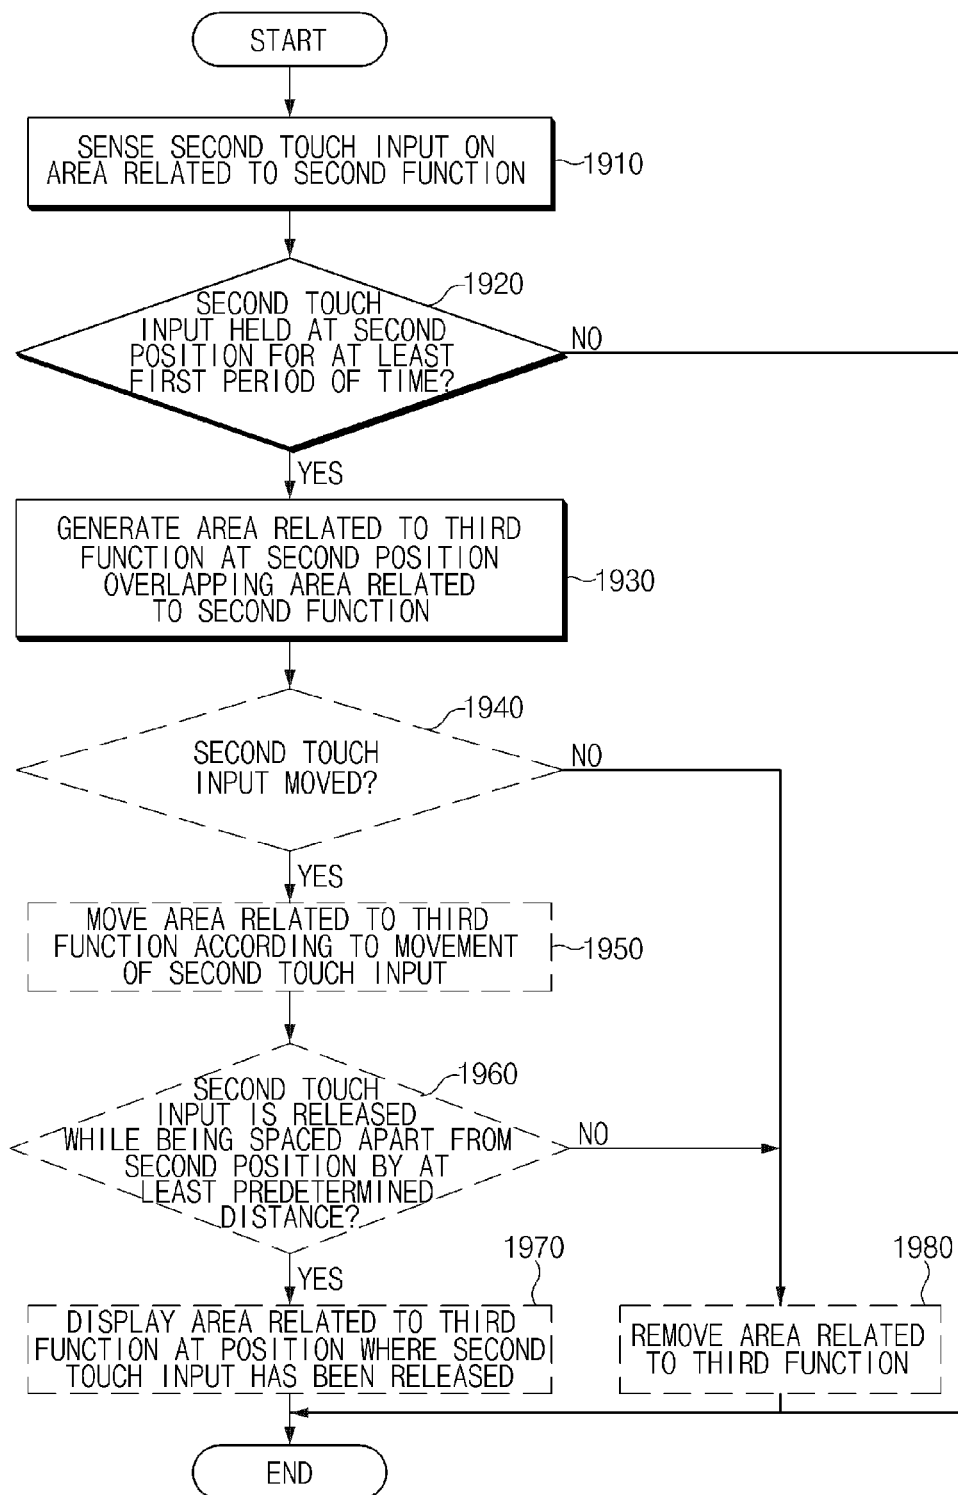 START
SENSE SECOND TOUCH INPUT ON
AREA RELATED TO SECOND FUNCTION
1910
1920
SECOND TOUCH
INPUT HELD AT SECOND
POSITION FOR AT LEAST
FIRST PERIOD OF TIME?
NO
YES
GENERATE AREA RELATED TO THIRD
FUNCTION AT SECOND POSITION
OVERLAPPING AREA RELATED
TO SECOND FUNCTION
1930
1940
SECOND TOUCH
INPUT MOVED?
NO
YES
MOVE AREA RELATED TO THIRD
FUNCTION ACCORDING TO MOVEMENT
OF SECOND TOUCH INPUT
1950
1960
SECOND TOUCH
INPUT IS RELEASED
WHILE BEING SPACED APART FROM
SECOND POSITION BY AT
LEAST PREDETERMINED
DISTANCE?
NO
YES
1970
DISPLAY AREA RELATED TO THIRD
FUNCTION AT POSITION WHERE SECOND
TOUCH INPUT HAS BEEN RELEASED
1980
REMOVE AREA RELATED
TO THIRD FUNCTION
END